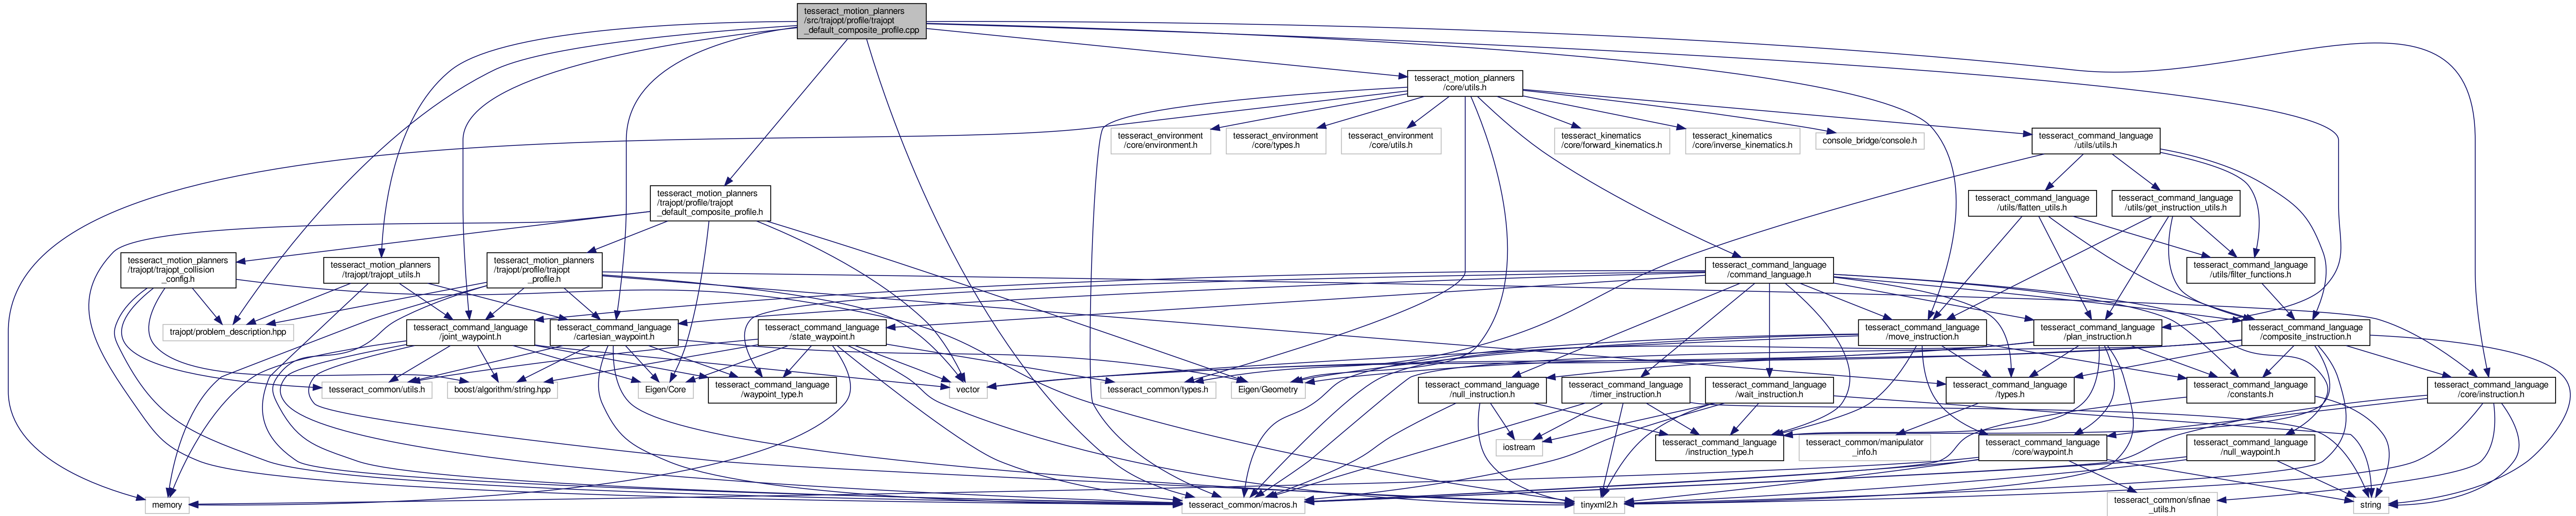 tesseract_motion_planners
/src/trajopt/profile/trajopt
_default_composite_profile.cpp
tesseract_motion_planners
/core/utils.h
tesseract_environment
/core/environment.h
tesseract_environment
/core/types.h
tesseract_environment
/core/utils.h
tesseract_kinematics
/core/forward_kinematics.h
tesseract_kinematics
/core/inverse_kinematics.h
console_bridge/console.h
tesseract_command_language
/utils/utils.h
tesseract_motion_planners
/trajopt/profile/trajopt
_default_composite_profile.h
tesseract_command_language
/utils/flatten_utils.h
tesseract_command_language
/utils/get_instruction_utils.h
tesseract_motion_planners
/trajopt/trajopt_collision
_config.h
tesseract_motion_planners
/trajopt/trajopt_utils.h
tesseract_motion_planners
/trajopt/profile/trajopt
_profile.h
tesseract_command_language
/command_language.h
tesseract_command_language
/utils/filter_functions.h
trajopt/problem_description.hpp
tesseract_command_language
/joint_waypoint.h
tesseract_command_language
/cartesian_waypoint.h
tesseract_command_language
/state_waypoint.h
tesseract_command_language
/move_instruction.h
tesseract_command_language
/plan_instruction.h
tesseract_command_language
/composite_instruction.h
tesseract_common/utils.h
boost/algorithm/string.hpp
Eigen/Core
tesseract_command_language
/waypoint_type.h
vector
tesseract_common/types.h
Eigen/Geometry
tesseract_command_language
/null_instruction.h
tesseract_command_language
/timer_instruction.h
tesseract_command_language
/wait_instruction.h
tesseract_command_language
/types.h
tesseract_command_language
/constants.h
tesseract_command_language
/core/instruction.h
iostream
tesseract_command_language
/instruction_type.h
tesseract_common/manipulator
_info.h
tesseract_command_language
/core/waypoint.h
tesseract_command_language
/null_waypoint.h
memory
tesseract_common/macros.h
tinyxml2.h
tesseract_common/sfinae
_utils.h
string